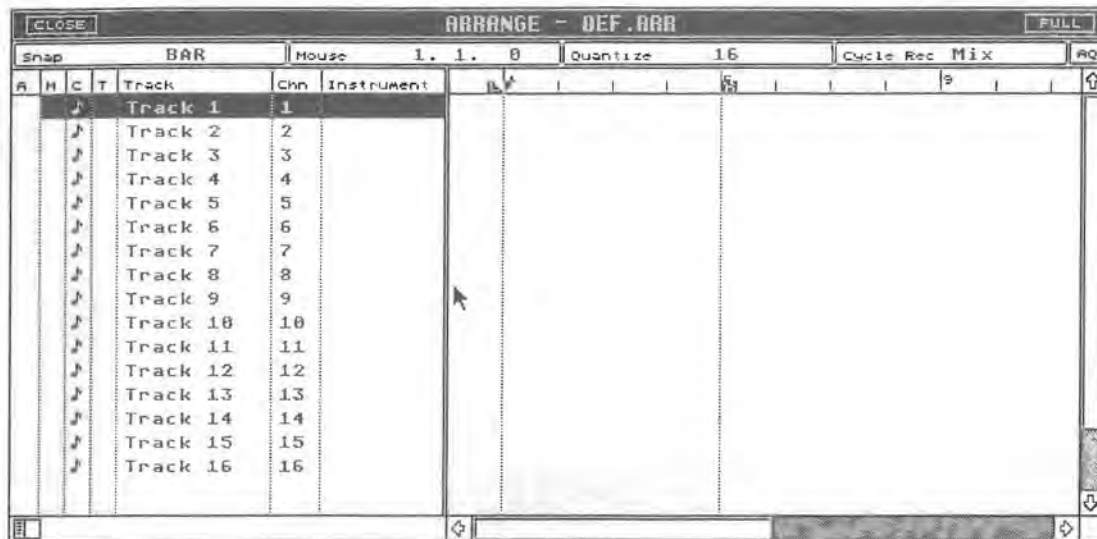 CLOSE ARRANGE - DEF.ARR FULL
Snap BAR Mouse 1. 1. 0 Quantize 16 Cycle Rec Mix AQ
A M C T Track Chn Instrument 5 9
Track 1 1
Track 2 2
Track 3 3
Track 4 4
Track 5 5
Track 6 6
Track 7 7
Track 8 8
Track 9 9
Track 10 10
Track 11 11
Track 12 12
Track 13 13
Track 14 14
Track 15 15
Track 16 16